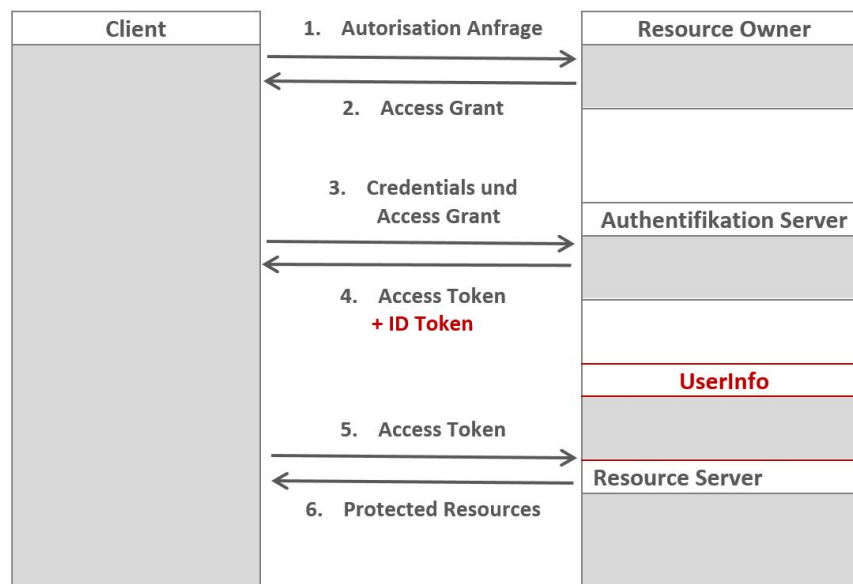 Client
1. Autorisation Anfrage
Resource Owner
2. Access Grant
3. Credentials und
Access Grant
Authentifikation Server
4. Access Token
+ ID Token
UserInfo
5. Access Token
Resource Server
6. Protected Resources